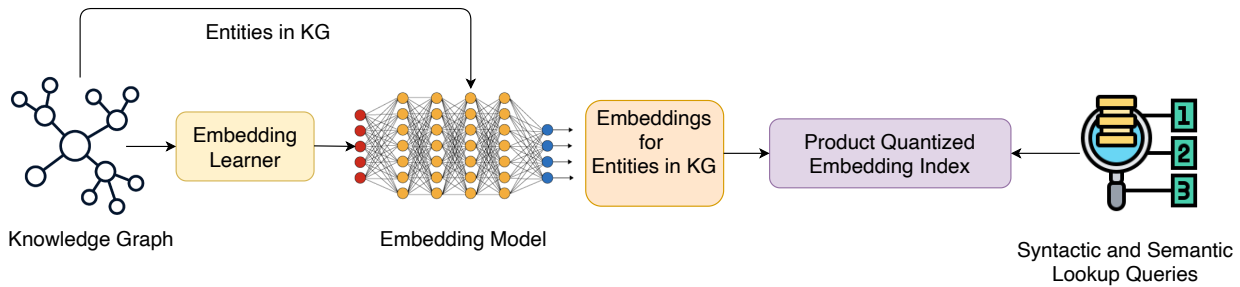 Entities in KG
Knowledge Graph
Embedding
Learner
Embedding Model
Embeddings
for
Entities in KG
Product Quantized
Embedding Index
1
2
3
Syntactic and Semantic
Lookup Queries